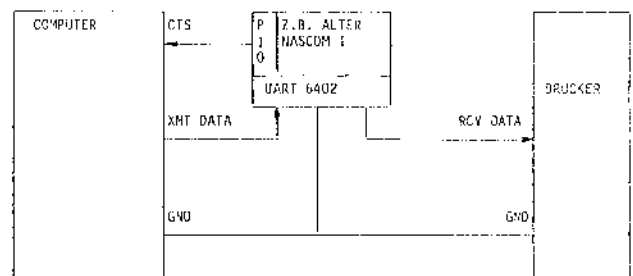 COMPUTER
CTS
P Z.B. ALTER
I NASCOM I
O
UART 6402
DRUCKER
XMT DATA
RCV DATA
GND
GND